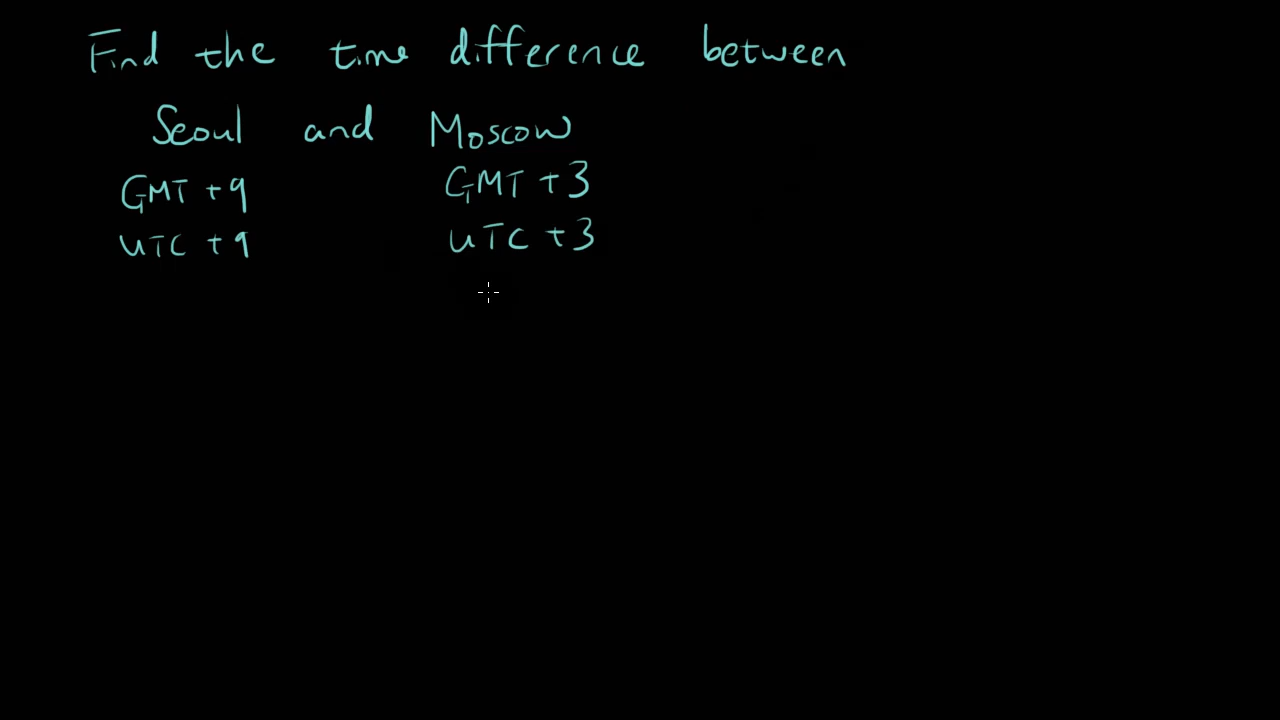 Find the time difference between
Seoul and Moscow
GMT +9 GMT +3
UTC +9 UTC +3